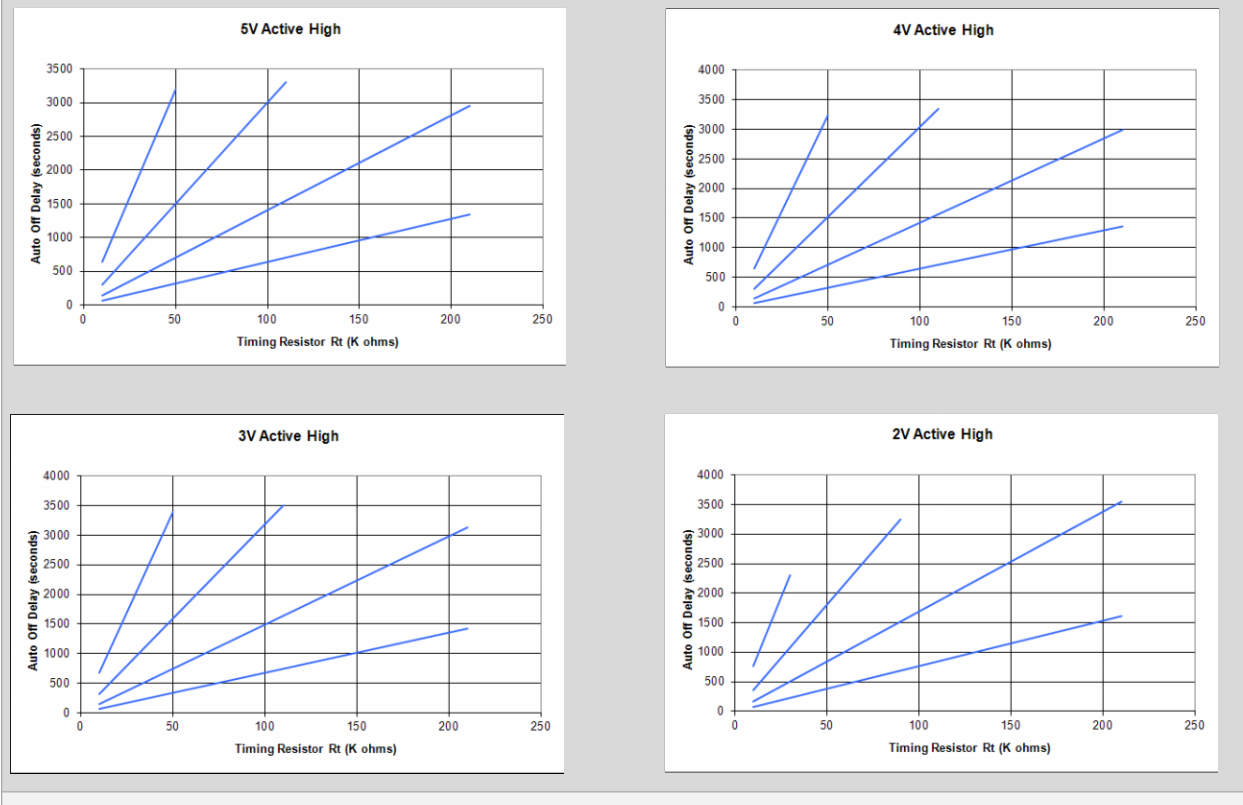 5V Active High
3500
3000
2500
2000
1500
1000
500
0
0 50 100 150 200 250
Auto Off Delay (seconds)
Timing Resistor Rt (K ohms)
4V Active High
4000
3500
3000
2500
2000
1500
1000
500
0
0 50 100 150 200 250
Auto Off Delay (seconds)
Timing Resistor Rt (K ohms)
3V Active High
4000
3500
3000
2500
2000
1500
1000
500
0
0 50 100 150 200 250
Auto Off Delay (seconds)
Timing Resistor Rt (K ohms)
2V Active High
4000
3500
3000
2500
2000
1500
1000
500
0
0 50 100 150 200 250
Auto Off Delay (seconds)
Timing Resistor Rt (K ohms)